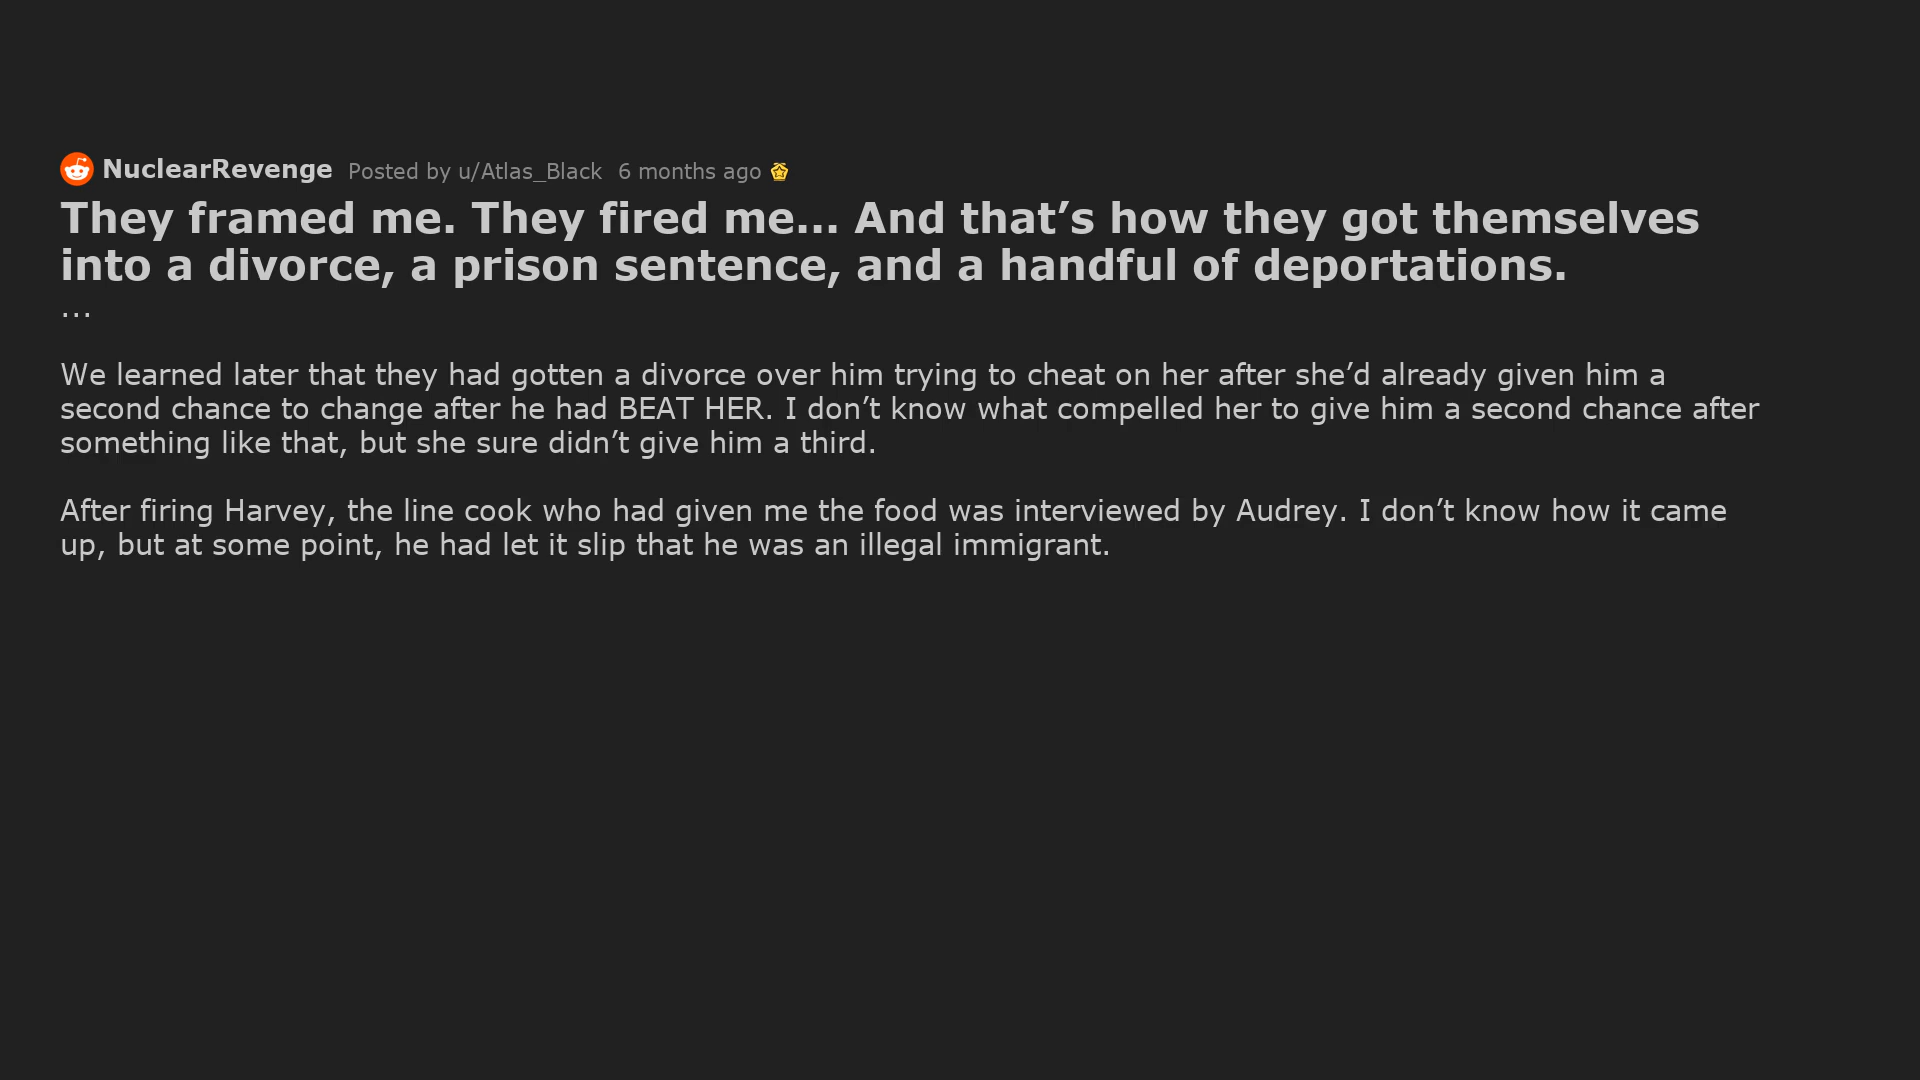 NuclearRevenge Posted by u/Atlas_Black 6 months ago
They framed me. They fired me... And that’s how they got themselves
into a divorce, a prison sentence, and a handful of deportations.
...
We learned later that they had gotten a divorce over him trying to cheat on her after she’d already given him a
second chance to change after he had BEAT HER. I don’t know what compelled her to give him a second chance after
something like that, but she sure didn’t give him a third.
After firing Harvey, the line cook who had given me the food was interviewed by Audrey. I don’t know how it came
up, but at some point, he had let it slip that he was an illegal immigrant.